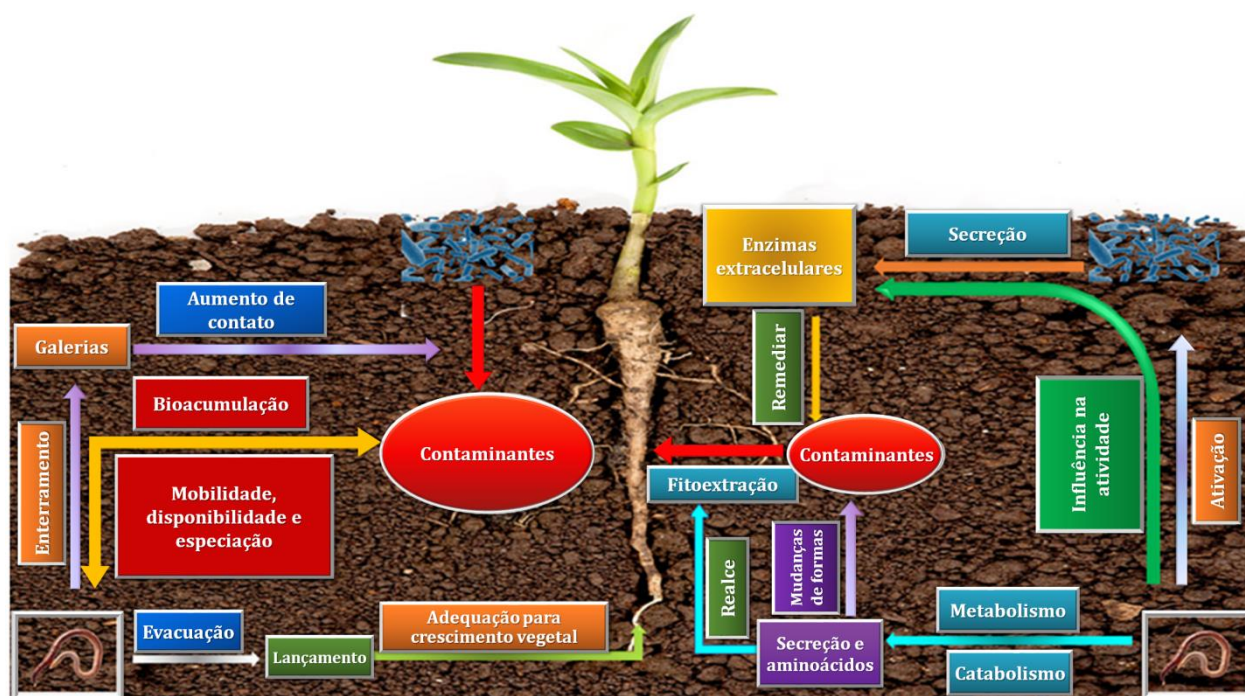 Enzimas
extracelulares
Secreção
Aumento de
contato
Galerias
Remediar
Bioacumulação
Enterramento
Contaminantes
Contaminantes
Influência na
atividade
Ativação
Mobilidade,
disponibilidade e
especiação
Fitoextração
Realce
Mudanças
de formas
Evacuação
Lançamento
Adequação para
crescimento vegetal
Secreção e
aminoácidos
Metabolismo
Catabolismo